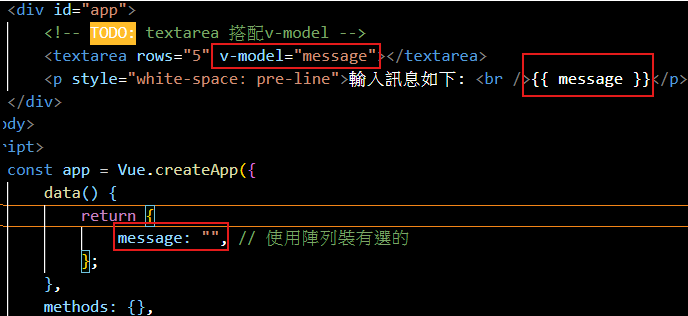 <div id="app">
<!-- TODO: textarea 搭配v-model -->
<textarea rows="5" v-model="message"></textarea>
<p style="white-space: pre-line">輸入訊息如下: <br />{{ message }}</p>
</div>
ody>
ript>
const app = Vue.createApp({
data() {
return {
message: "", // 使用陣列裝有選的
};
},
methods: {},